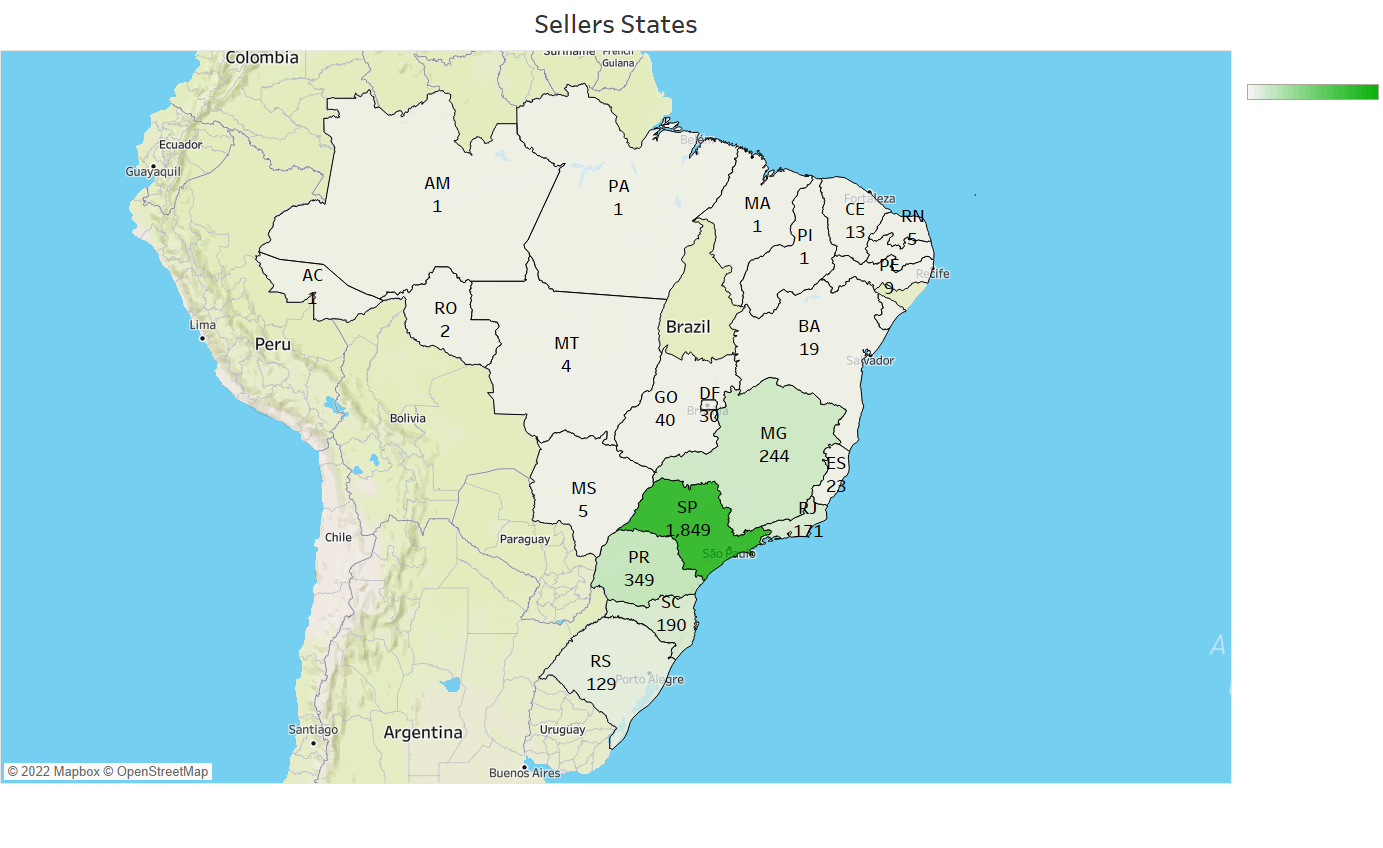 Sellers States
Colombia
Suriname
French
Guiana
Ecuador
Guayaquil
Belém
AM
1
PA
1
MA
1
Fortaleza
CE
13
RN
5
PI
1
PE
9
Recife
AC
1
RO
2
Lima
Peru
Brazil
BA
19
MT
4
Salvador
GO
40
DF
30
Bolivia
MG
244
ES
23
MS
5
SP
1,849
RJ
171
Chile
Paraguay
São Paulo
PR
349
SC
190
A
RS
129
Porto Alegre
Santiago
Argentina
Uruguay
Buenos Aires
© 2022 Mapbox © OpenStreetMap